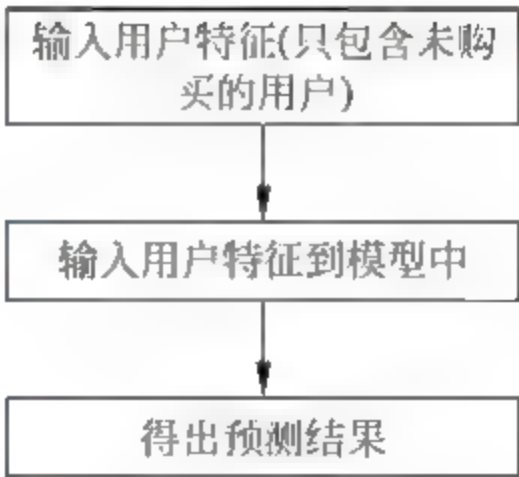 输入用户特征(只包含未购
买的用户)
输入用户特征到模型中
得出预测结果